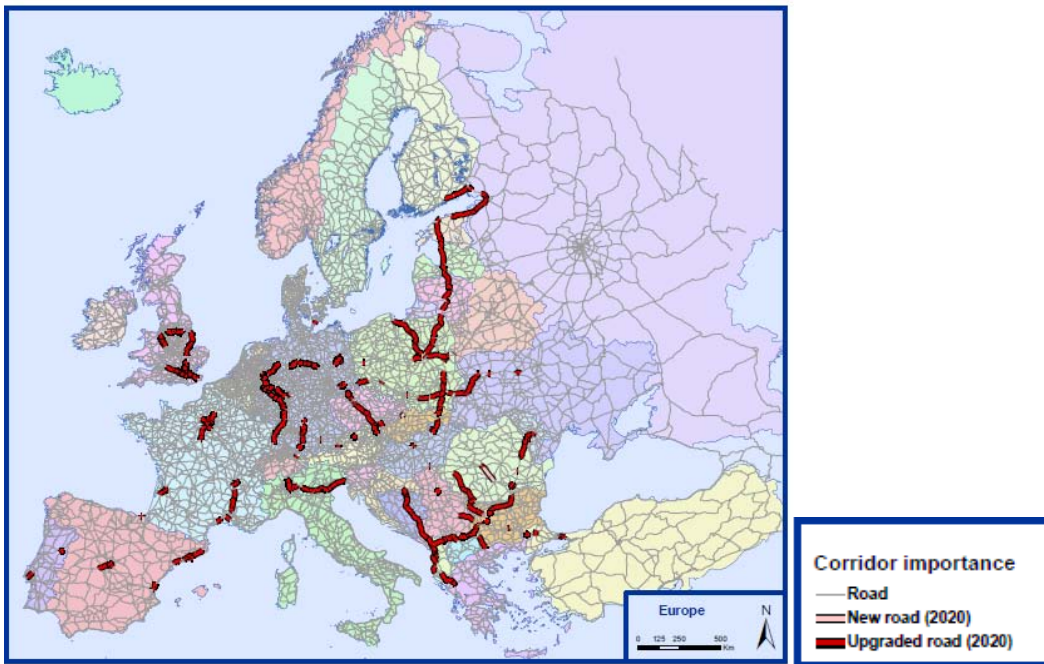 Europe
N
0 125 250 500
Km
Corridor importance
Road
New road (2020)
Upgraded road (2020)